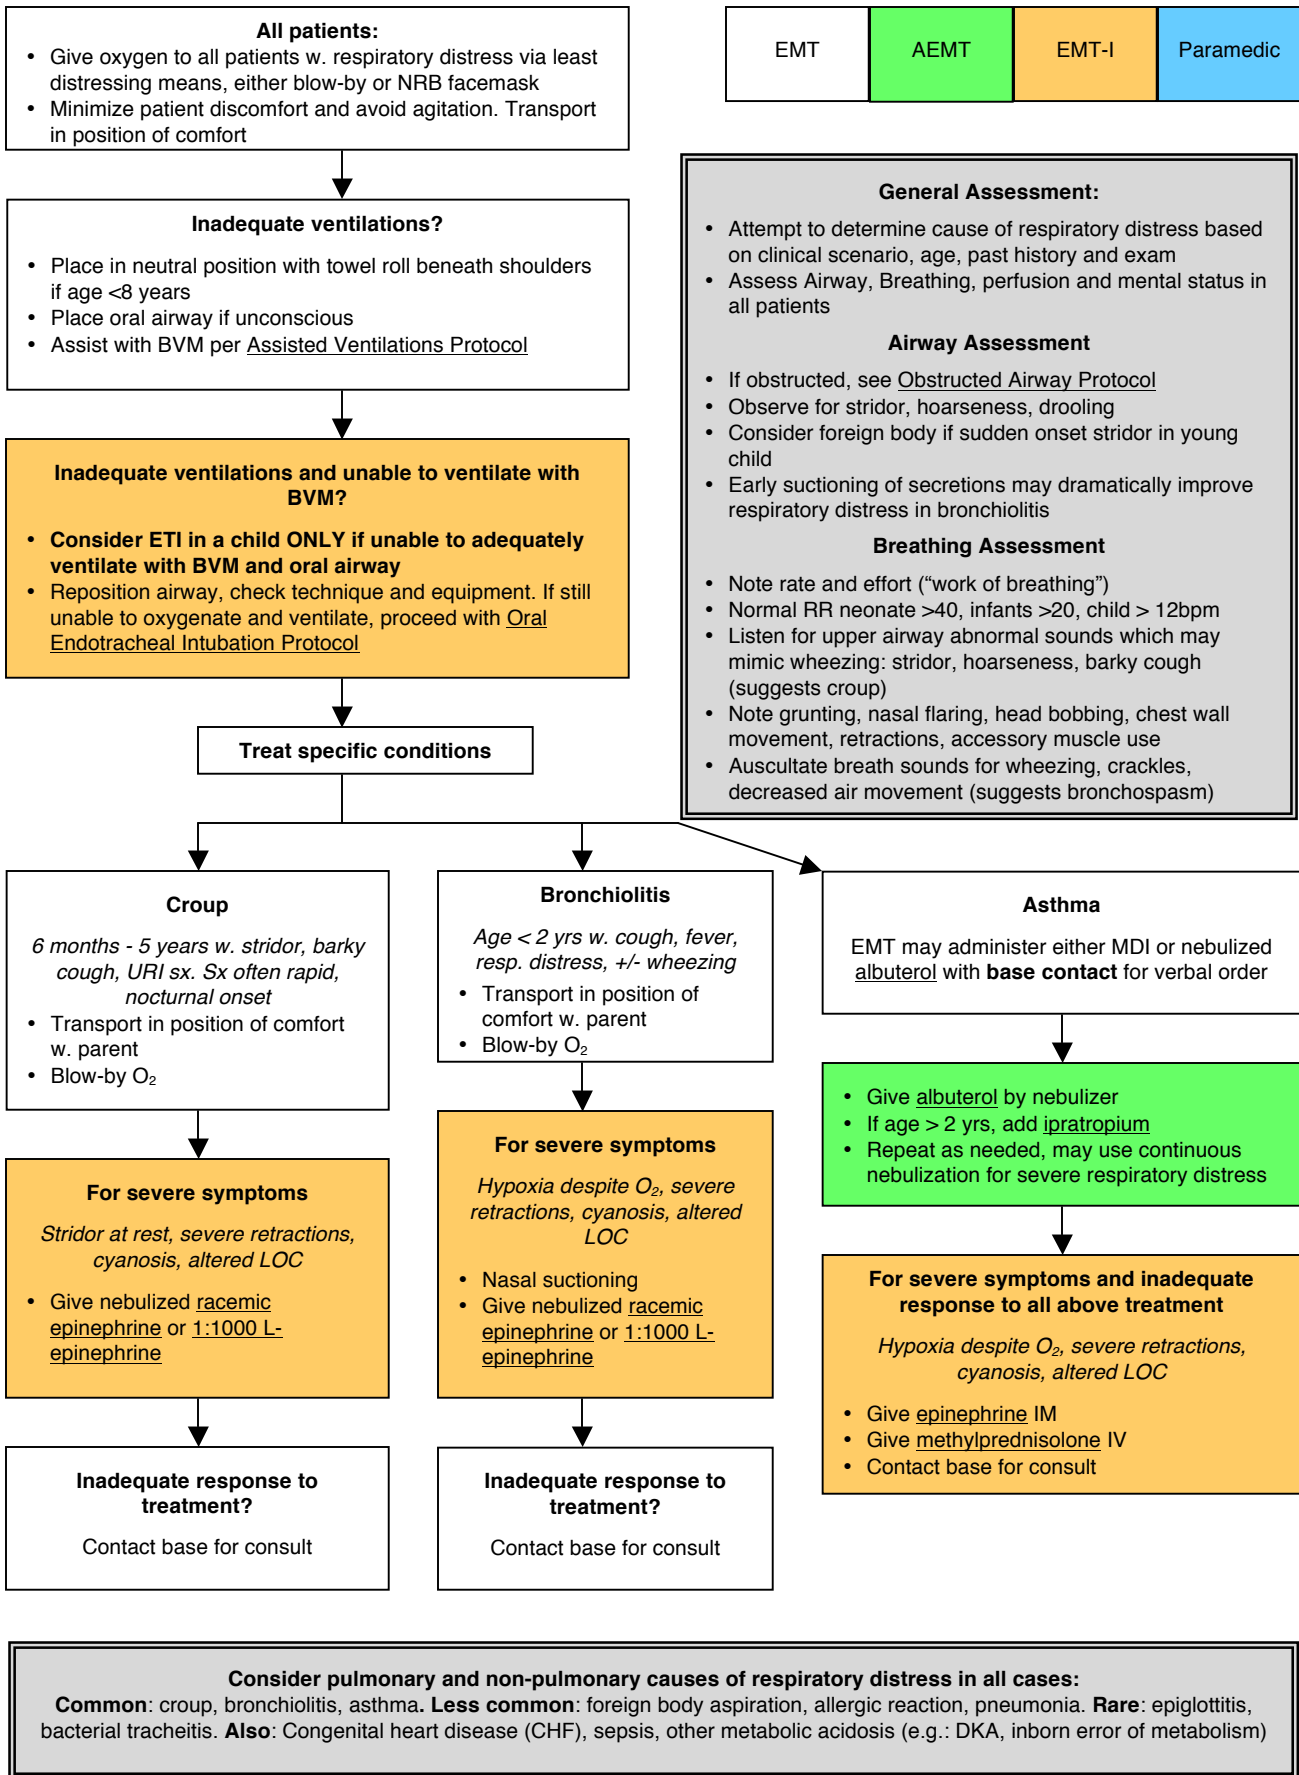 All patients:
• Give oxygen to all patients w. respiratory distress via least
distressing means, either blow-by or NRB facemask
• Minimize patient discomfort and avoid agitation. Transport
in position of comfort
EMT
AEMT
EMT-I
Paramedic
Inadequate ventilations?
• Place in neutral position with towel roll beneath shoulders
if age <8 years
• Place oral airway if unconscious
• Assist with BVM per Assisted Ventilations Protocol
Inadequate ventilations and unable to ventilate with
BVM?
• Consider ETI in a child ONLY if unable to adequately
ventilate with BVM and oral airway
• Reposition airway, check technique and equipment. If still
unable to oxygenate and ventilate, proceed with Oral
Endotracheal Intubation Protocol
General Assessment:
• Attempt to determine cause of respiratory distress based
on clinical scenario, age, past history and exam
• Assess Airway, Breathing, perfusion and mental status in
all patients
Airway Assessment
• If obstructed, see Obstructed Airway Protocol
• Observe for stridor, hoarseness, drooling
• Consider foreign body if sudden onset stridor in young
child
• Early suctioning of secretions may dramatically improve
respiratory distress in bronchiolitis
Breathing Assessment
• Note rate and effort (“work of breathing”)
• Normal RR neonate >40, infants >20, child > 12bpm
• Listen for upper airway abnormal sounds which may
mimic wheezing: stridor, hoarseness, barky cough
(suggests croup)
• Note grunting, nasal flaring, head bobbing, chest wall
movement, retractions, accessory muscle use
• Auscultate breath sounds for wheezing, crackles,
decreased air movement (suggests bronchospasm)
Treat specific conditions
Croup
6 months - 5 years w. stridor, barky
cough, URI sx. Sx often rapid,
nocturnal onset
• Transport in position of comfort
w. parent
• Blow-by O₂
For severe symptoms
Stridor at rest, severe retractions,
cyanosis, altered LOC
• Give nebulized racemic
epinephrine or 1:1000 L-
epinephrine
Inadequate response to
treatment?
Contact base for consult
Bronchiolitis
Age < 2 yrs w. cough, fever,
resp. distress, +/- wheezing
• Transport in position of
comfort w. parent
• Blow-by O₂
For severe symptoms
Hypoxia despite O₂, severe
retractions, cyanosis, altered
LOC
• Nasal suctioning
• Give nebulized racemic
epinephrine or 1:1000 L-
epinephrine
Inadequate response to
treatment?
Contact base for consult
Asthma
EMT may administer either MDI or nebulized
albuterol with base contact for verbal order
• Give albuterol by nebulizer
• If age > 2 yrs, add ipratropium
• Repeat as needed, may use continuous
nebulization for severe respiratory distress
For severe symptoms and inadequate
response to all above treatment
Hypoxia despite O₂, severe retractions,
cyanosis, altered LOC
• Give epinephrine IM
• Give methylprednisolone IV
• Contact base for consult
Consider pulmonary and non-pulmonary causes of respiratory distress in all cases:
Common: croup, bronchiolitis, asthma. Less common: foreign body aspiration, allergic reaction, pneumonia. Rare: epiglottitis,
bacterial tracheitis. Also: Congenital heart disease (CHF), sepsis, other metabolic acidosis (e.g.: DKA, inborn error of metabolism)